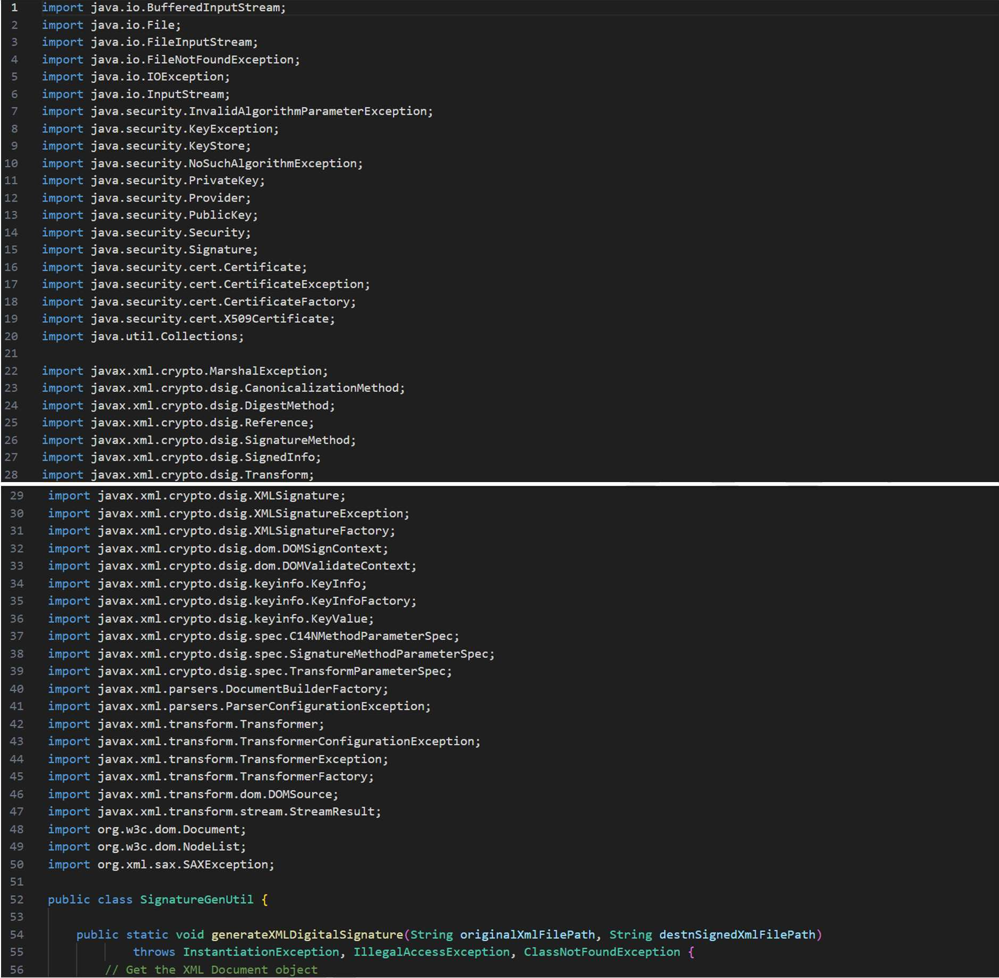 1 import java.io.BufferedInputStream;
2 import java.io.File;
3 import java.io.FileInputStream;
4 import java.io.FileNotFoundException;
5 import java.io.IOException;
6 import java.io.InputStream;
7 import java.security.InvalidAlgorithmParameterException;
8 import java.security.KeyException;
9 import java.security.KeyStore;
10 import java.security.NoSuchAlgorithmException;
11 import java.security.PrivateKey;
12 import java.security.Provider;
13 import java.security.PublicKey;
14 import java.security.Security;
15 import java.security.Signature;
16 import java.security.cert.Certificate;
17 import java.security.cert.CertificateException;
18 import java.security.cert.CertificateFactory;
19 import java.security.cert.X509Certificate;
20 import java.util.Collections;
21
22 import javax.xml.crypto.MarshalException;
23 import javax.xml.crypto.dsig.CanonicalizationMethod;
24 import javax.xml.crypto.dsig.DigestMethod;
25 import javax.xml.crypto.dsig.Reference;
26 import javax.xml.crypto.dsig.SignatureMethod;
27 import javax.xml.crypto.dsig.SignedInfo;
28 import javax.xml.crypto.dsig.Transform;
29 import javax.xml.crypto.dsig.XMLSignature;
30 import javax.xml.crypto.dsig.XMLSignatureException;
31 import javax.xml.crypto.dsig.XMLSignatureFactory;
32 import javax.xml.crypto.dsig.dom.DOMSignContext;
33 import javax.xml.crypto.dsig.dom.DOMValidateContext;
34 import javax.xml.crypto.dsig.keyinfo.KeyInfo;
35 import javax.xml.crypto.dsig.keyinfo.KeyInfoFactory;
36 import javax.xml.crypto.dsig.keyinfo.KeyValue;
37 import javax.xml.crypto.dsig.spec.C14NMethodParameterSpec;
38 import javax.xml.crypto.dsig.spec.SignatureMethodParameterSpec;
39 import javax.xml.crypto.dsig.spec.TransformParameterSpec;
40 import javax.xml.parsers.DocumentBuilderFactory;
41 import javax.xml.parsers.ParserConfigurationException;
42 import javax.xml.transform.Transformer;
43 import javax.xml.transform.TransformerConfigurationException;
44 import javax.xml.transform.TransformerException;
45 import javax.xml.transform.TransformerFactory;
46 import javax.xml.transform.dom.DOMSource;
47 import javax.xml.transform.stream.StreamResult;
48 import org.w3c.dom.Document;
49 import org.w3c.dom.NodeList;
50 import org.xml.sax.SAXException;
51
52 public class SignatureGenUtil {
53
54 public static void generateXMLDigitalSignature(String originalXmlFilePath, String destnSignedXmlFilePath)
55 throws InstantiationException, IllegalAccessException, ClassNotFoundException {
56 // Get the XML Document object